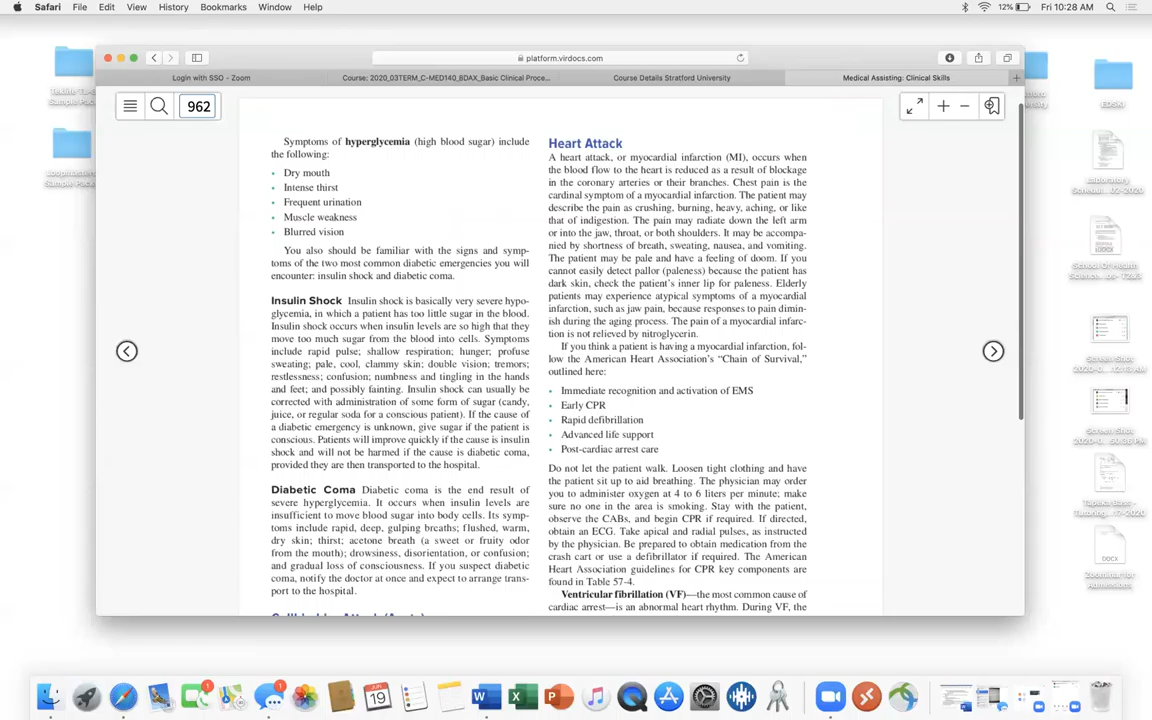 Safari File Edit View History Bookmarks Window Help
12% Fri 10:28 AM
platform.virdocs.com
Login with SSO - Zoom
Course: 2020_03TERM_C-MED140_8DAX_Basic Clinical Proce...
Course Details Stratford University
Medical Assisting: Clinical Skills
962
Symptoms of hyperglycemia (high blood sugar) include
the following:
• Dry mouth
• Intense thirst
• Frequent urination
• Muscle weakness
• Blurred vision
You also should be familiar with the signs and symp-
toms of the two most common diabetic emergencies you will
encounter: insulin shock and diabetic coma.
Insulin Shock Insulin shock is basically very severe hypo-
glycemia, in which a patient has too little sugar in the blood.
Insulin shock occurs when insulin levels are so high that they
move too much sugar from the blood into cells. Symptoms
include rapid pulse; shallow respiration; hunger; profuse
sweating; pale, cool, clammy skin; double vision; tremors;
restlessness; confusion; numbness and tingling in the hands
and feet; and possibly fainting. Insulin shock can usually be
corrected with administration of some form of sugar (candy,
juice, or regular soda for a conscious patient). If the cause of
a diabetic emergency is unknown, give sugar if the patient is
conscious. Patients will improve quickly if the cause is insulin
shock and will not be harmed if the cause is diabetic coma,
provided they are then transported to the hospital.
Diabetic Coma Diabetic coma is the end result of
severe hyperglycemia. It occurs when insulin levels are
insufficient to move blood sugar into body cells. Its symp-
toms include rapid, deep, gulping breaths; flushed, warm,
dry skin; thirst; acetone breath (a sweet or fruity odor
from the mouth); drowsiness, disorientation, or confusion;
and gradual loss of consciousness. If you suspect diabetic
coma, notify the doctor at once and expect to arrange trans-
port to the hospital.
Heart Attack
A heart attack, or myocardial infarction (MI), occurs when
the blood flow to the heart is reduced as a result of blockage
in the coronary arteries or their branches. Chest pain is the
cardinal symptom of a myocardial infarction. The patient may
describe the pain as crushing, burning, heavy, aching, or like
that of indigestion. The pain may radiate down the left arm
or into the jaw, throat, or both shoulders. It may be accompa-
nied by shortness of breath, sweating, nausea, and vomiting.
The patient may be pale and have a feeling of doom. If you
cannot easily detect pallor (paleness) because the patient has
dark skin, check the patient's inner lip for paleness. Elderly
patients may experience atypical symptoms of a myocardial
infarction, such as jaw pain, because responses to pain dimin-
ish during the aging process. The pain of a myocardial infarc-
tion is not relieved by nitroglycerin.
If you think a patient is having a myocardial infarction, fol-
low the American Heart Association's “Chain of Survival,”
outlined here:
• Immediate recognition and activation of EMS
• Early CPR
• Rapid defibrillation
• Advanced life support
• Post-cardiac arrest care
Do not let the patient walk. Loosen tight clothing and have
the patient sit up to aid breathing. The physician may order
you to administer oxygen at 4 to 6 liters per minute; make
sure no one in the area is smoking. Stay with the patient,
observe the CABs, and begin CPR if required. If directed,
obtain an ECG. Take apical and radial pulses, as instructed
by the physician. Be prepared to obtain medication from the
crash cart or use a defibrillator if required. The American
Heart Association guidelines for CPR key components are
found in Table 57-4.
Ventricular fibrillation (VF)—the most common cause of
cardiac arrest—is an abnormal heart rhythm. During VF, the
EDSKI
Screen Shot
Screen Shot
DOCX
Zoominar for
Admissions
JUN
19
1
1